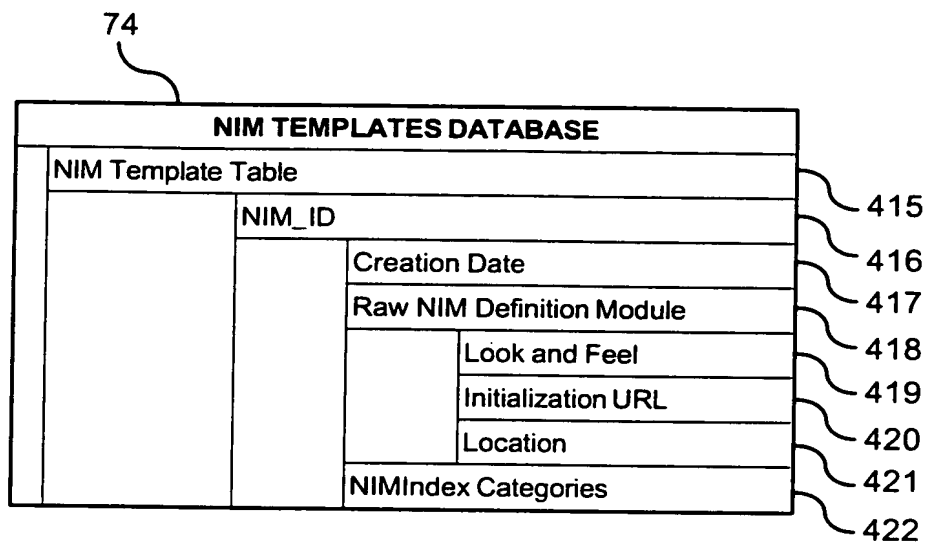 74
NIM TEMPLATES DATABASE
NIM Template Table
415
NIM_ID
416
Creation Date
417
Raw NIM Definition Module
418
Look and Feel
419
Initialization URL
420
Location
421
NIMIndex Categories
422